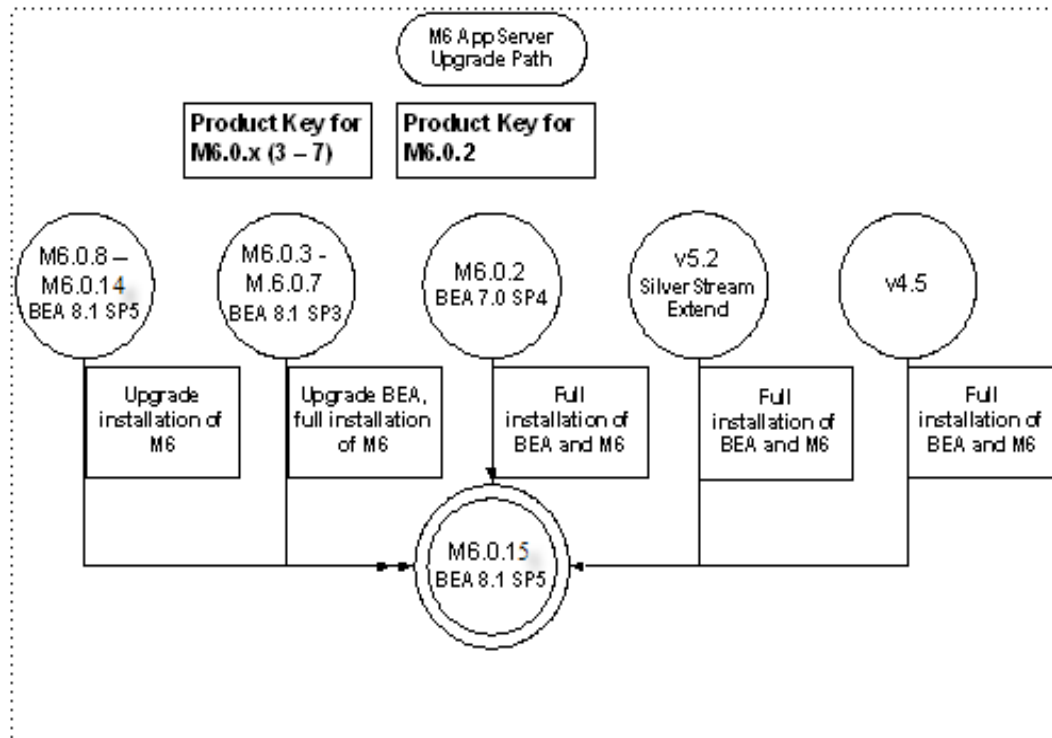 M6 App Server
Upgrade Path
Product Key for
M6.0.x (3 – 7)
Product Key for
M6.0.2
M6.0.8 –
M6.0.14
BEA 8.1 SP5
M6.0.3 -
M.6.0.7
BEA 8.1 SP3
M6.0.2
BEA 7.0 SP4
v5.2
Silver Stream
Extend
v4.5
Upgrade
installation of
M6
Upgrade BEA,
full installation
of M6
Full
installation of
BEA and M6
Full
installation of
BEA and M6
Full
installation of
BEA and M6
M6.0.15
BEA 8.1 SP5